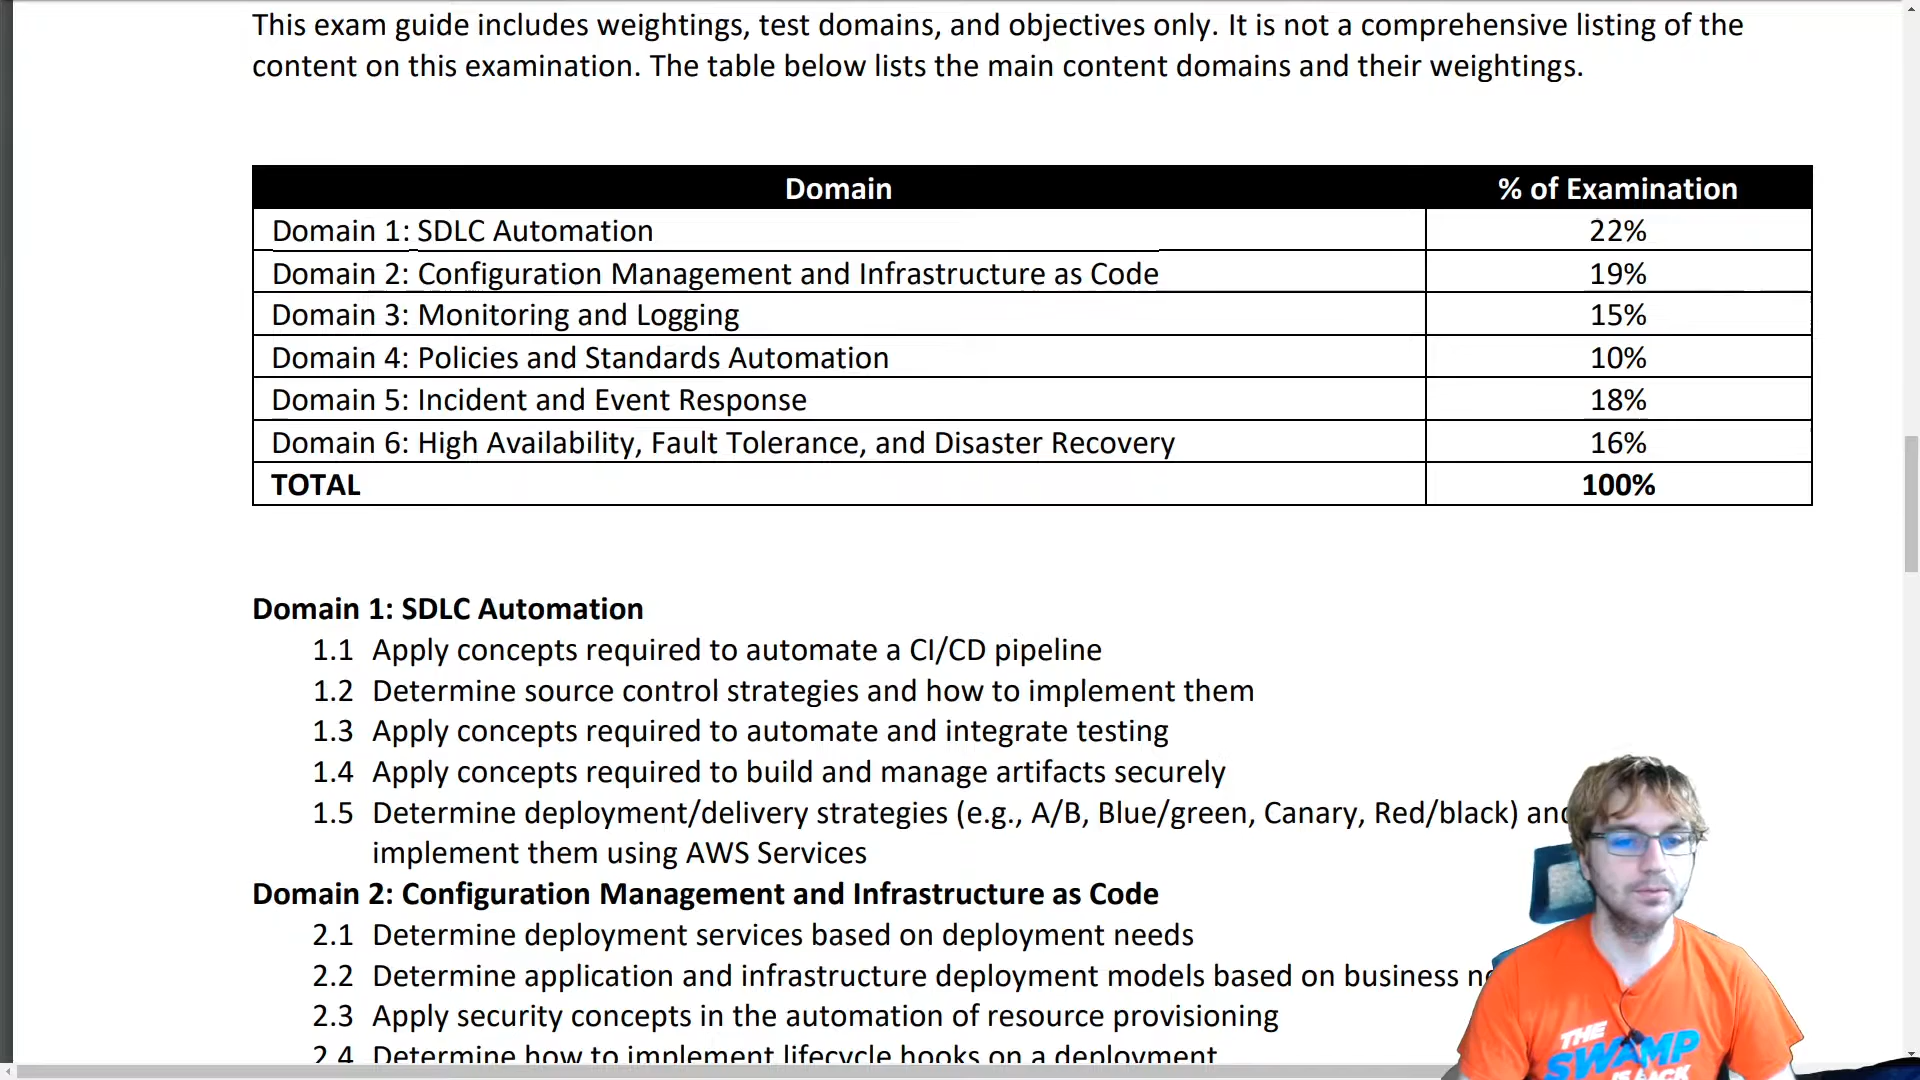 This exam guide includes weightings, test domains, and objectives only. It is not a comprehensive listing of the
content on this examination. The table below lists the main content domains and their weightings.
Domain % of Examination
Domain 1: SDLC Automation 22%
Domain 2: Configuration Management and Infrastructure as Code 19%
Domain 3: Monitoring and Logging 15%
Domain 4: Policies and Standards Automation 10%
Domain 5: Incident and Event Response 18%
Domain 6: High Availability, Fault Tolerance, and Disaster Recovery 16%
TOTAL 100%
Domain 1: SDLC Automation
1.1 Apply concepts required to automate a CI/CD pipeline
1.2 Determine source control strategies and how to implement them
1.3 Apply concepts required to automate and integrate testing
1.4 Apply concepts required to build and manage artifacts securely
1.5 Determine deployment/delivery strategies (e.g., A/B, Blue/green, Canary, Red/black) and
implement them using AWS Services
Domain 2: Configuration Management and Infrastructure as Code
2.1 Determine deployment services based on deployment needs
2.2 Determine application and infrastructure deployment models based on business
2.3 Apply security concepts in the automation of resource provisioning
2.4 Determine how to implement lifecycle hooks on a deployment
THE
SWAMP
IS BACK